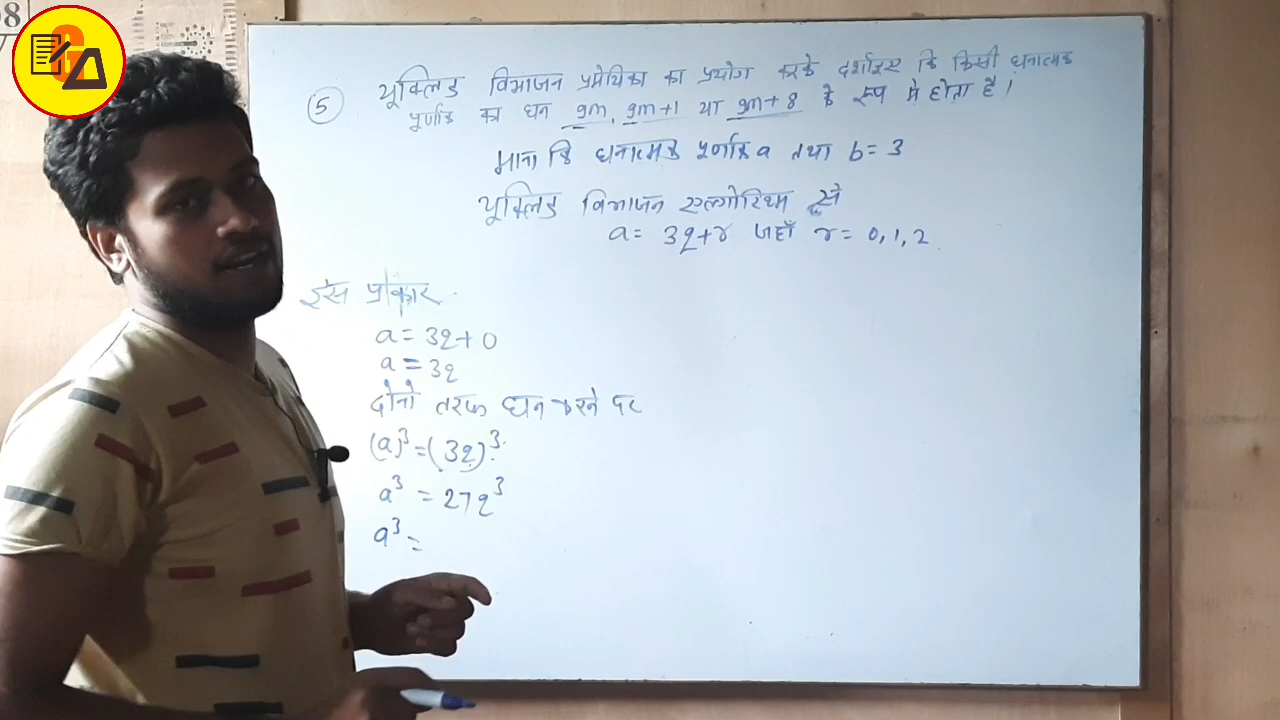 08
7
5 यूक्लिड विभाजन प्रमेयिका का प्रयोग करके दर्शाइए कि किसी धनात्मक
पूर्णांक का घन 9m, 9m+1 या 9m+8 के रूप मे होता है।
माना कि धनात्मक पूर्णांक a तथा b = 3
यूक्लिड विभाजन एल्गोरिथ्म से
a = 3q+r जहाँ r = 0,1,2
इस प्रकार
a = 3q+0
a = 3q
दोनो तरफ घन करने पर
(a)³ = (3q)³
a³ = 27q³
a³ =